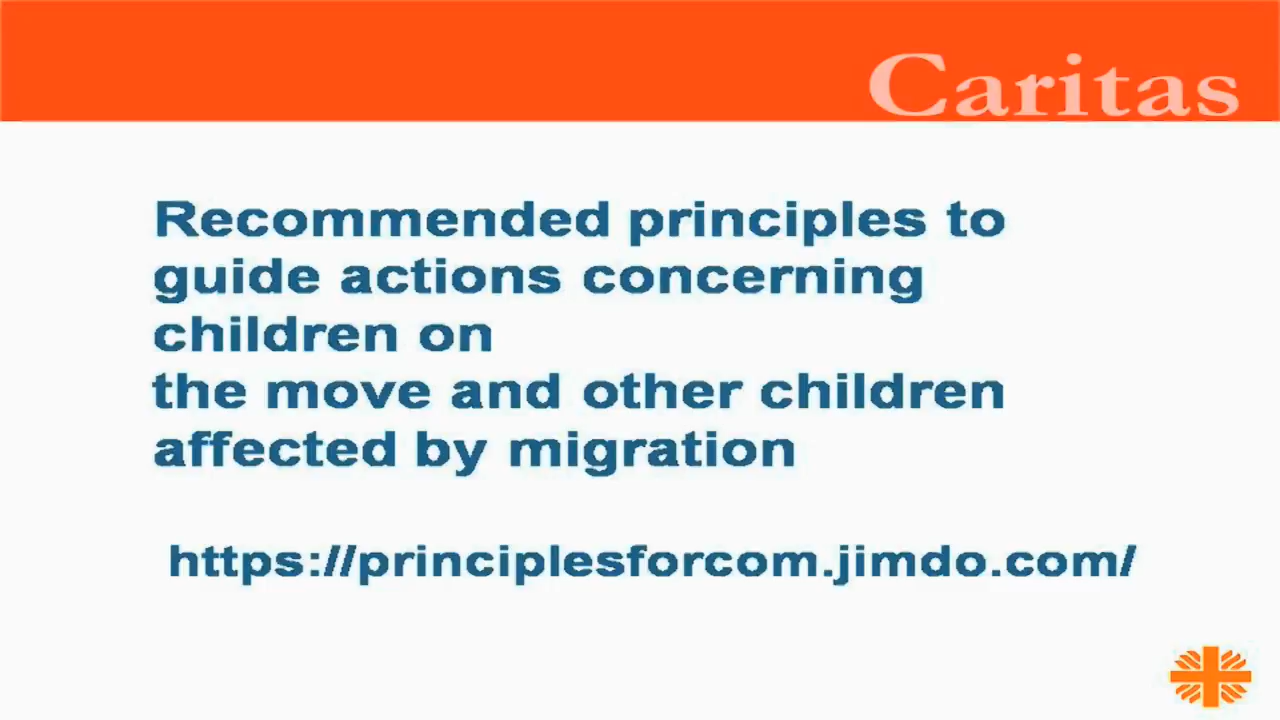 Caritas
Recommended principles to
guide actions concerning
children on
the move and other children
affected by migration
https://principlesforcom.jimdo.com/